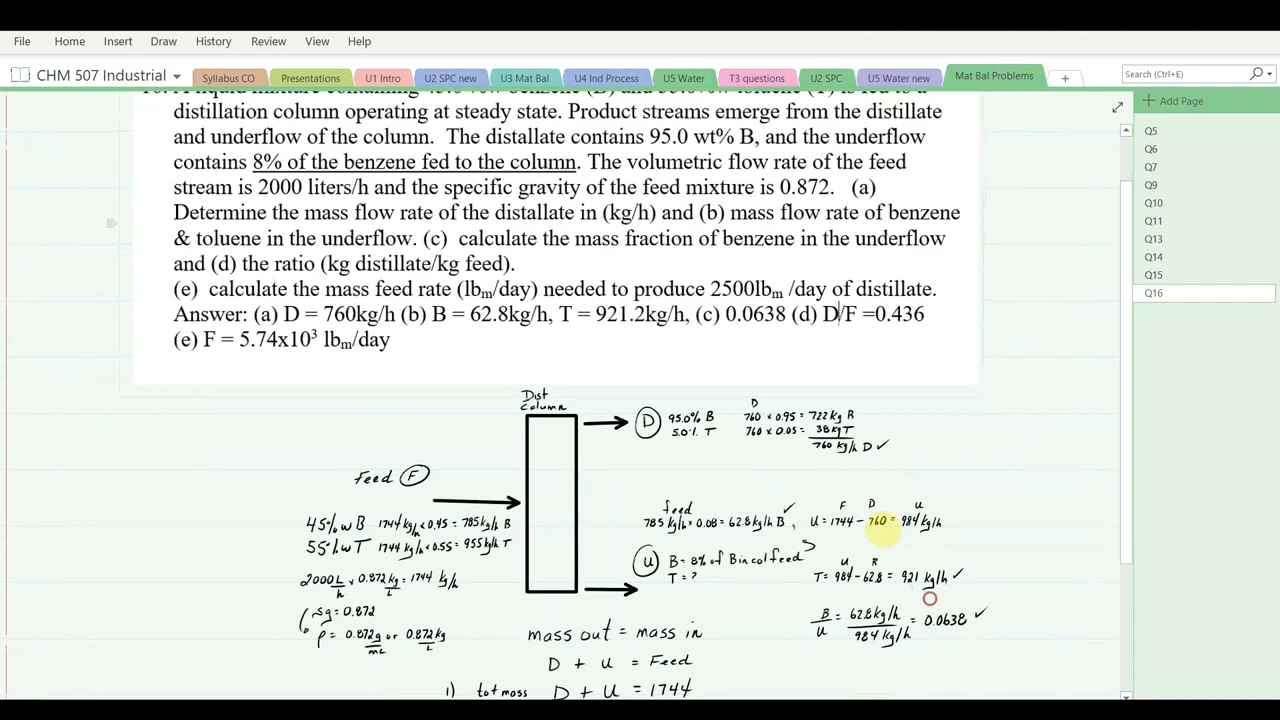 File Home Insert Draw History Review View Help
CHM 507 Industrial
Syllabus CO Presentations U1 Intro U2 SPC new U3 Mat Bal U4 Ind Process U5 Water T3 questions U2 SPC U5 Water new Mat Bal Problems +
Search (Ctrl+E)
Add Page
Q5
Q6
Q7
Q9
Q10
Q11
Q13
Q14
Q15
Q16
distillation column operating at steady state. Product streams emerge from the distillate
and underflow of the column. The distallate contains 95.0 wt% B, and the underflow
contains 8% of the benzene fed to the column. The volumetric flow rate of the feed
stream is 2000 liters/h and the specific gravity of the feed mixture is 0.872. (a)
Determine the mass flow rate of the distallate in (kg/h) and (b) mass flow rate of benzene
& toluene in the underflow. (c) calculate the mass fraction of benzene in the underflow
and (d) the ratio (kg distillate/kg feed).
(e) calculate the mass feed rate (lbm/day) needed to produce 2500lbm /day of distillate.
Answer: (a) D = 760kg/h (b) B = 62.8kg/h, T = 921.2kg/h, (c) 0.0638 (d) D/F =0.436
(e) F = 5.74x10³ lbm/day
Dist
Column
D
95.0% B
5.0% T
D
760 x 0.95 = 722 kg B
760 x 0.05 = 38 kg T
760 kg/h D ✓
Feed F
45%w B 1744 kg/h x 0.45 = 785 kg/h B
55%w T 1744 kg/h x 0.55 = 955 kg/h T
2000 L/h x 0.872 kg/L = 1744 kg/h
sg = 0.872
ρ = 0.872 g/mL or 0.872 kg/L
feed
785 kg/h x 0.08 = 62.8 kg/h B ✓,
F D U
U = 1744 - 760 = 984 kg/h
U
B = 8% of B in col feed
T = ?
U B
T = 984 - 62.8 = 921 kg/h ✓
B/U = 62.8 kg/h / 984 kg/h = 0.0638 ✓
mass out = mass in
D + U = Feed
1) tot mass D + U = 1744